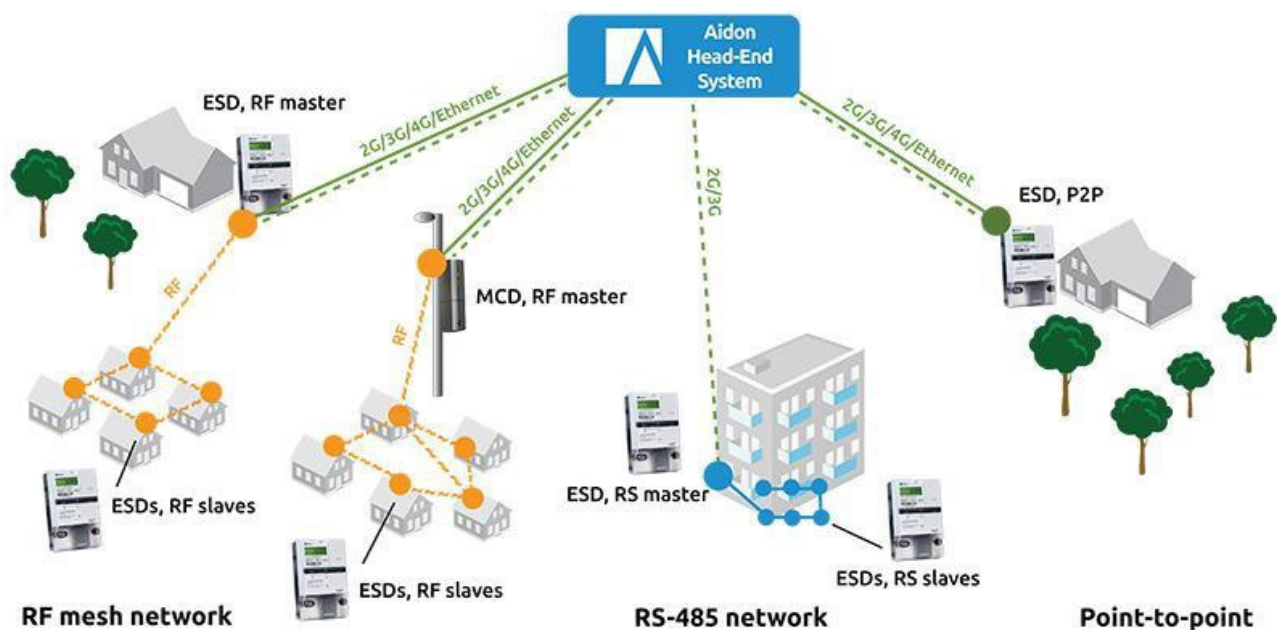 Aidon
Head-End
System
ESD, RF master
2G/3G/4G/Ethernet
2G/3G/4G/Ethernet
2G/3G
2G/3G/4G/Ethernet
ESD, P2P
RF
MCD, RF master
RF
ESD, RS master
ESDs, RF slaves
ESDs, RF slaves
ESDs, RS slaves
RF mesh network
RS-485 network
Point-to-point